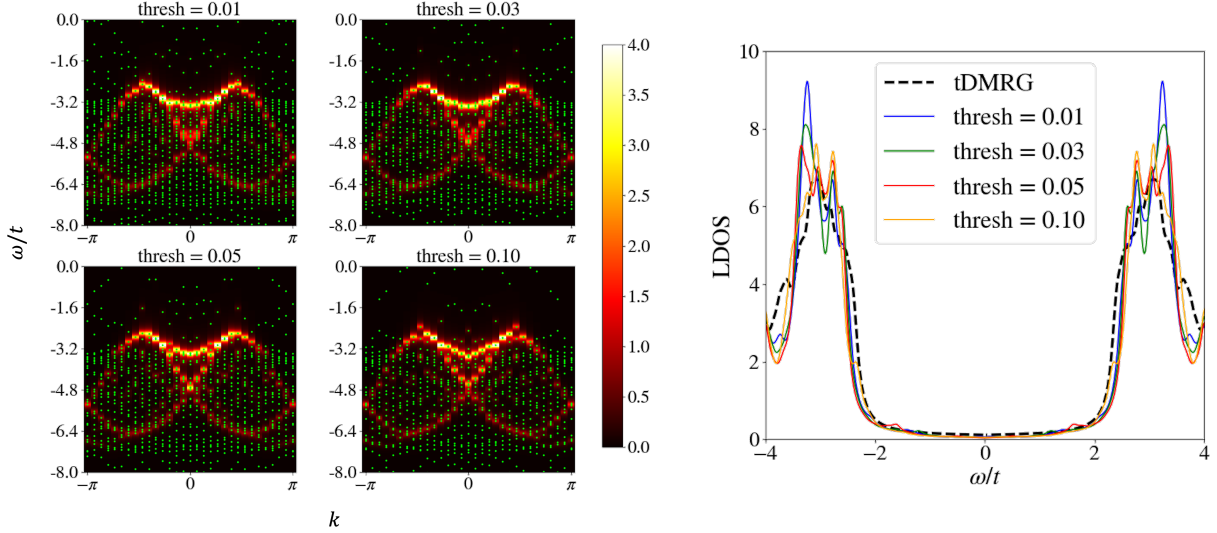 thresh = 0.01
thresh = 0.03
0.0
-1.6
-3.2
-4.8
-6.4
-8.0
−π
0
π
0.0
-1.6
-3.2
-4.8
-6.4
-8.0
−π
0
π
thresh = 0.05
thresh = 0.10
0.0
-1.6
-3.2
-4.8
-6.4
-8.0
−π
0
π
0.0
-1.6
-3.2
-4.8
-6.4
-8.0
−π
0
π
ω/t
k
4.0
3.5
3.0
2.5
2.0
1.5
1.0
0.5
0.0
LDOS
10
8
6
4
2
0
−4
−2
0
2
4
ω/t
tDMRG
thresh = 0.01
thresh = 0.03
thresh = 0.05
thresh = 0.10